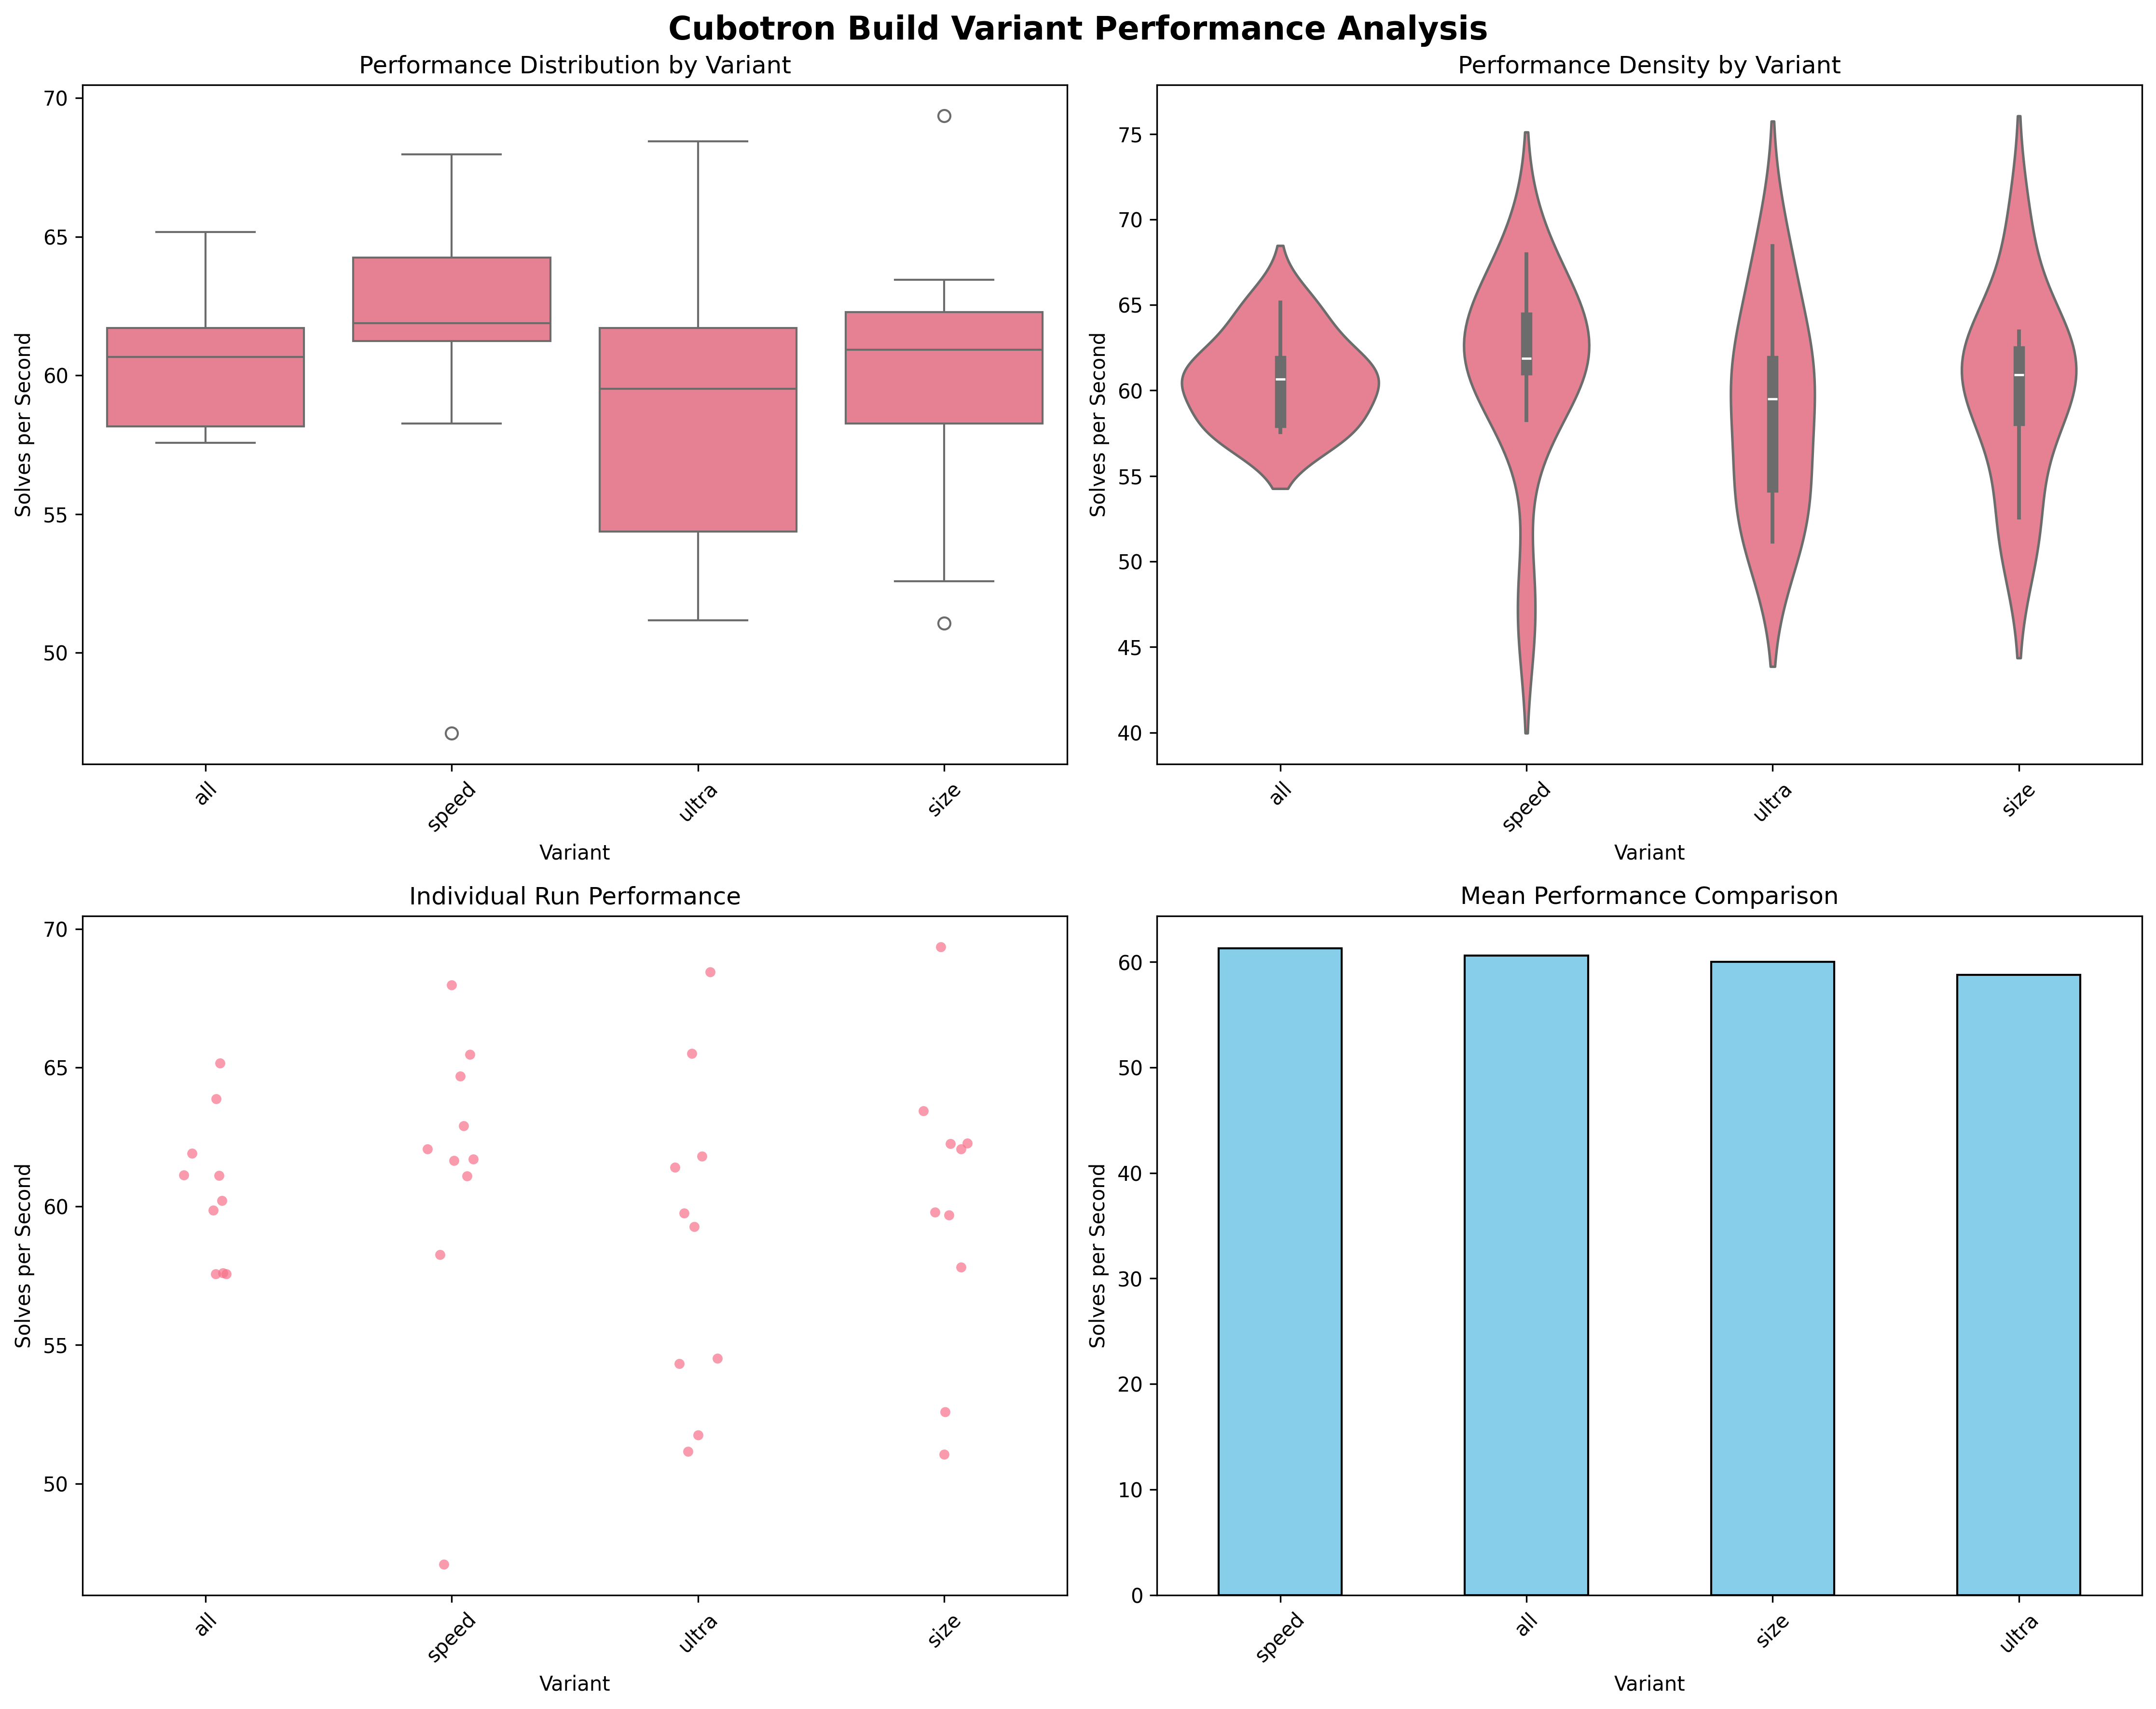 Cubotron Build Variant Performance Analysis
Performance Distribution by Variant
Solves per Second
70
65
60
55
50
all
speed
ultra
size
Variant
Performance Density by Variant
Solves per Second
75
70
65
60
55
50
45
40
all
speed
ultra
size
Variant
Individual Run Performance
Solves per Second
70
65
60
55
50
all
speed
ultra
size
Variant
Mean Performance Comparison
Solves per Second
60
50
40
30
20
10
0
speed
all
size
ultra
Variant